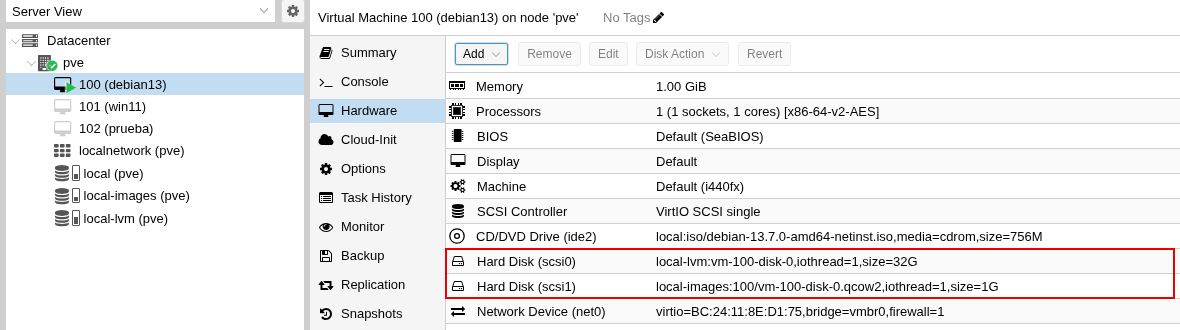 Server View
Datacenter
pve
100 (debian13)
101 (win11)
102 (prueba)
localnetwork (pve)
local (pve)
local-images (pve)
local-lvm (pve)
Virtual Machine 100 (debian13) on node 'pve' No Tags
Summary
Console
Hardware
Cloud-Init
Options
Task History
Monitor
Backup
Replication
Snapshots
Add Remove Edit Disk Action Revert
Memory 1.00 GiB
Processors 1 (1 sockets, 1 cores) [x86-64-v2-AES]
BIOS Default (SeaBIOS)
Display Default
Machine Default (i440fx)
SCSI Controller VirtIO SCSI single
CD/DVD Drive (ide2) local:iso/debian-13.7.0-amd64-netinst.iso,media=cdrom,size=756M
Hard Disk (scsi0) local-lvm:vm-100-disk-0,iothread=1,size=32G
Hard Disk (scsi1) local-images:100/vm-100-disk-0.qcow2,iothread=1,size=1G
Network Device (net0) virtio=BC:24:11:8E:D1:75,bridge=vmbr0,firewall=1